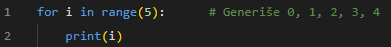 1 for i in range(5): # Generiše 0, 1, 2, 3, 4
2 print(i)